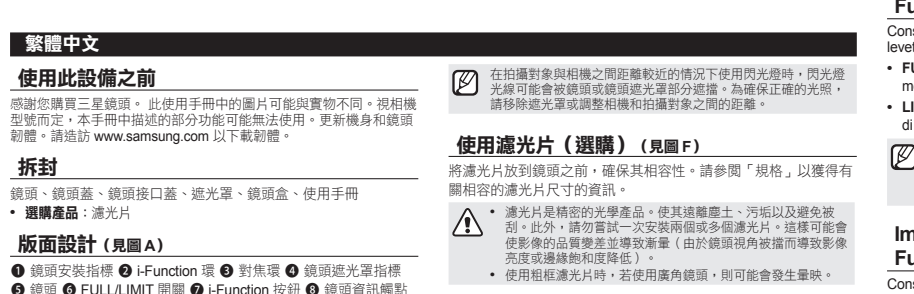 繁體中文
使用此設備之前
感謝您購買三星鏡頭。 此使用手冊中的圖片可能與實物不同。視相機
型號而定，本手冊中描述的部分功能可能無法使用。更新機身和鏡頭
韌體。請造訪 www.samsung.com 以下載韌體。
拆封
鏡頭、鏡頭蓋、鏡頭接口蓋、遮光罩、鏡頭盒、使用手冊
• 選購產品：濾光片
版面設計（見圖 A）
❶ 鏡頭安裝指標 ❷ i-Function 環 ❸ 對焦環 ❹ 鏡頭遮光罩指標
❺ 鏡頭 ❻ FULL/LIMIT 開關 ❼ i-Function 按鈕 ❽ 鏡頭資訊觸點
在拍攝對象與相機之間距離較近的情況下使用閃光燈時，閃光燈
光線可能會被鏡頭或鏡頭遮光罩部分遮擋。為確保正確的光照，
請移除遮光罩或調整相機和拍攝對象之間的距離。
使用濾光片（選購）（見圖 F）
將濾光片放到鏡頭之前，確保其相容性。請參閱「規格」以獲得有
關相容的濾光片尺寸的資訊。
• 濾光片是精密的光學產品。使其遠離塵土、污垢以及避免被
刮。此外，請勿嘗試一次安裝兩個或多個濾光片。這樣可能會
使影像的品質變差並導致漸暈（由於鏡頭視角被擋而導致影像
亮度或邊緣飽和度降低）。
• 使用粗框濾光片時，若使用廣角鏡頭，則可能會發生暈映。
Fu
Cons
level
• FU
m
• LI
di
Im
Fu
Cons